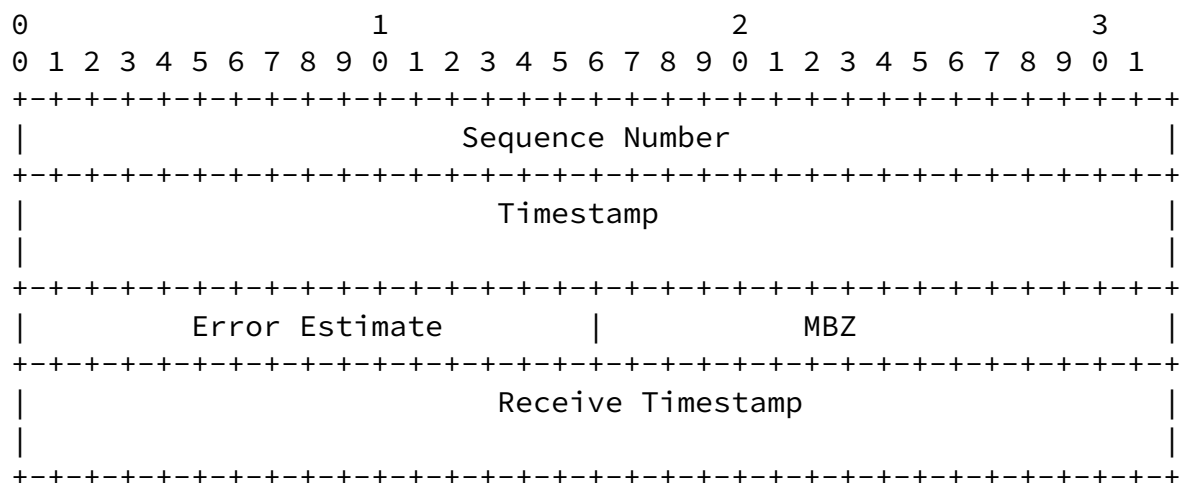 0                   1                   2                   3
0 1 2 3 4 5 6 7 8 9 0 1 2 3 4 5 6 7 8 9 0 1 2 3 4 5 6 7 8 9 0 1
+-+-+-+-+-+-+-+-+-+-+-+-+-+-+-+-+-+-+-+-+-+-+-+-+-+-+-+-+-+-+-+-+
|                        Sequence Number                        |
+-+-+-+-+-+-+-+-+-+-+-+-+-+-+-+-+-+-+-+-+-+-+-+-+-+-+-+-+-+-+-+-+
|                          Timestamp                            |
|                                                               |
+-+-+-+-+-+-+-+-+-+-+-+-+-+-+-+-+-+-+-+-+-+-+-+-+-+-+-+-+-+-+-+-+
|         Error Estimate        |           MBZ                 |
+-+-+-+-+-+-+-+-+-+-+-+-+-+-+-+-+-+-+-+-+-+-+-+-+-+-+-+-+-+-+-+-+
|                          Receive Timestamp                    |
|                                                               |
+-+-+-+-+-+-+-+-+-+-+-+-+-+-+-+-+-+-+-+-+-+-+-+-+-+-+-+-+-+-+-+-+